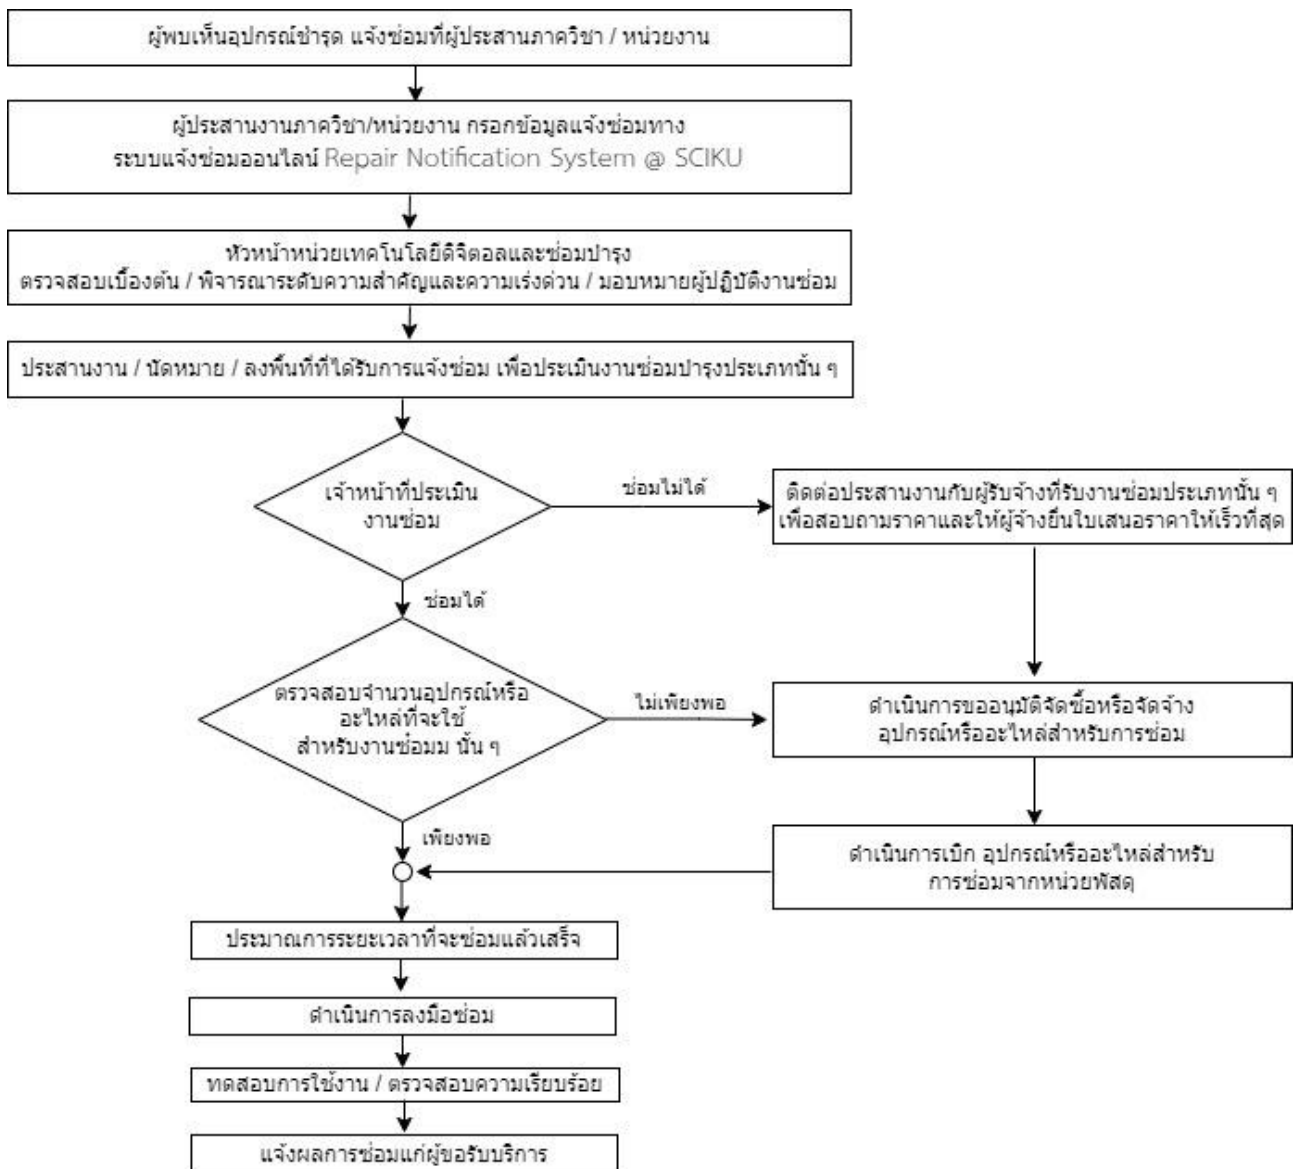 ผู้พบเห็นอุปกรณ์ชำรุด แจ้งซ่อมที่ผู้ประสานภาควิชา / หน่วยงาน
ผู้ประสานงานภาควิชา/หน่วยงาน กรอกข้อมูลแจ้งซ่อมทาง
ระบบแจ้งซ่อมออนไลน์ Repair Notification System @ SCIKU
หัวหน้าหน่วยเทคโนโลยีดิจิตอลและซ่อมบำรุง
ตรวจสอบเบื้องต้น / พิจารณาระดับความสำคัญและความเร่งด่วน / มอบหมายผู้ปฏิบัติงานซ่อม
ประสานงาน / นัดหมาย / ลงพื้นที่ที่ได้รับการแจ้งซ่อม เพื่อประเมินงานซ่อมบำรุงประเภทนั้น ๆ
เจ้าหน้าที่ประเมิน
งานซ่อม
ซ่อมไม่ได้
ติดต่อประสานงานกับผู้รับจ้างที่รับงานซ่อมประเภทนั้น ๆ
เพื่อสอบถามราคาและให้ผู้จ้างยื่นใบเสนอราคาให้เร็วที่สุด
ซ่อมได้
ตรวจสอบจำนวนอุปกรณ์หรือ
อะไหล่ที่จะใช้
สำหรับงานซ่อมม นั้น ๆ
ไม่เพียงพอ
ดำเนินการขออนุมัติจัดซื้อหรือจัดจ้าง
อุปกรณ์หรืออะไหล่สำหรับการซ่อม
เพียงพอ
ดำเนินการเบิก อุปกรณ์หรืออะไหล่สำหรับ
การซ่อมจากหน่วยพัสดุ
ประมาณการระยะเวลาที่จะซ่อมแล้วเสร็จ
ดำเนินการลงมือซ่อม
ทดสอบการใช้งาน / ตรวจสอบความเรียบร้อย
แจ้งผลการซ่อมแก่ผู้ขอรับบริการ